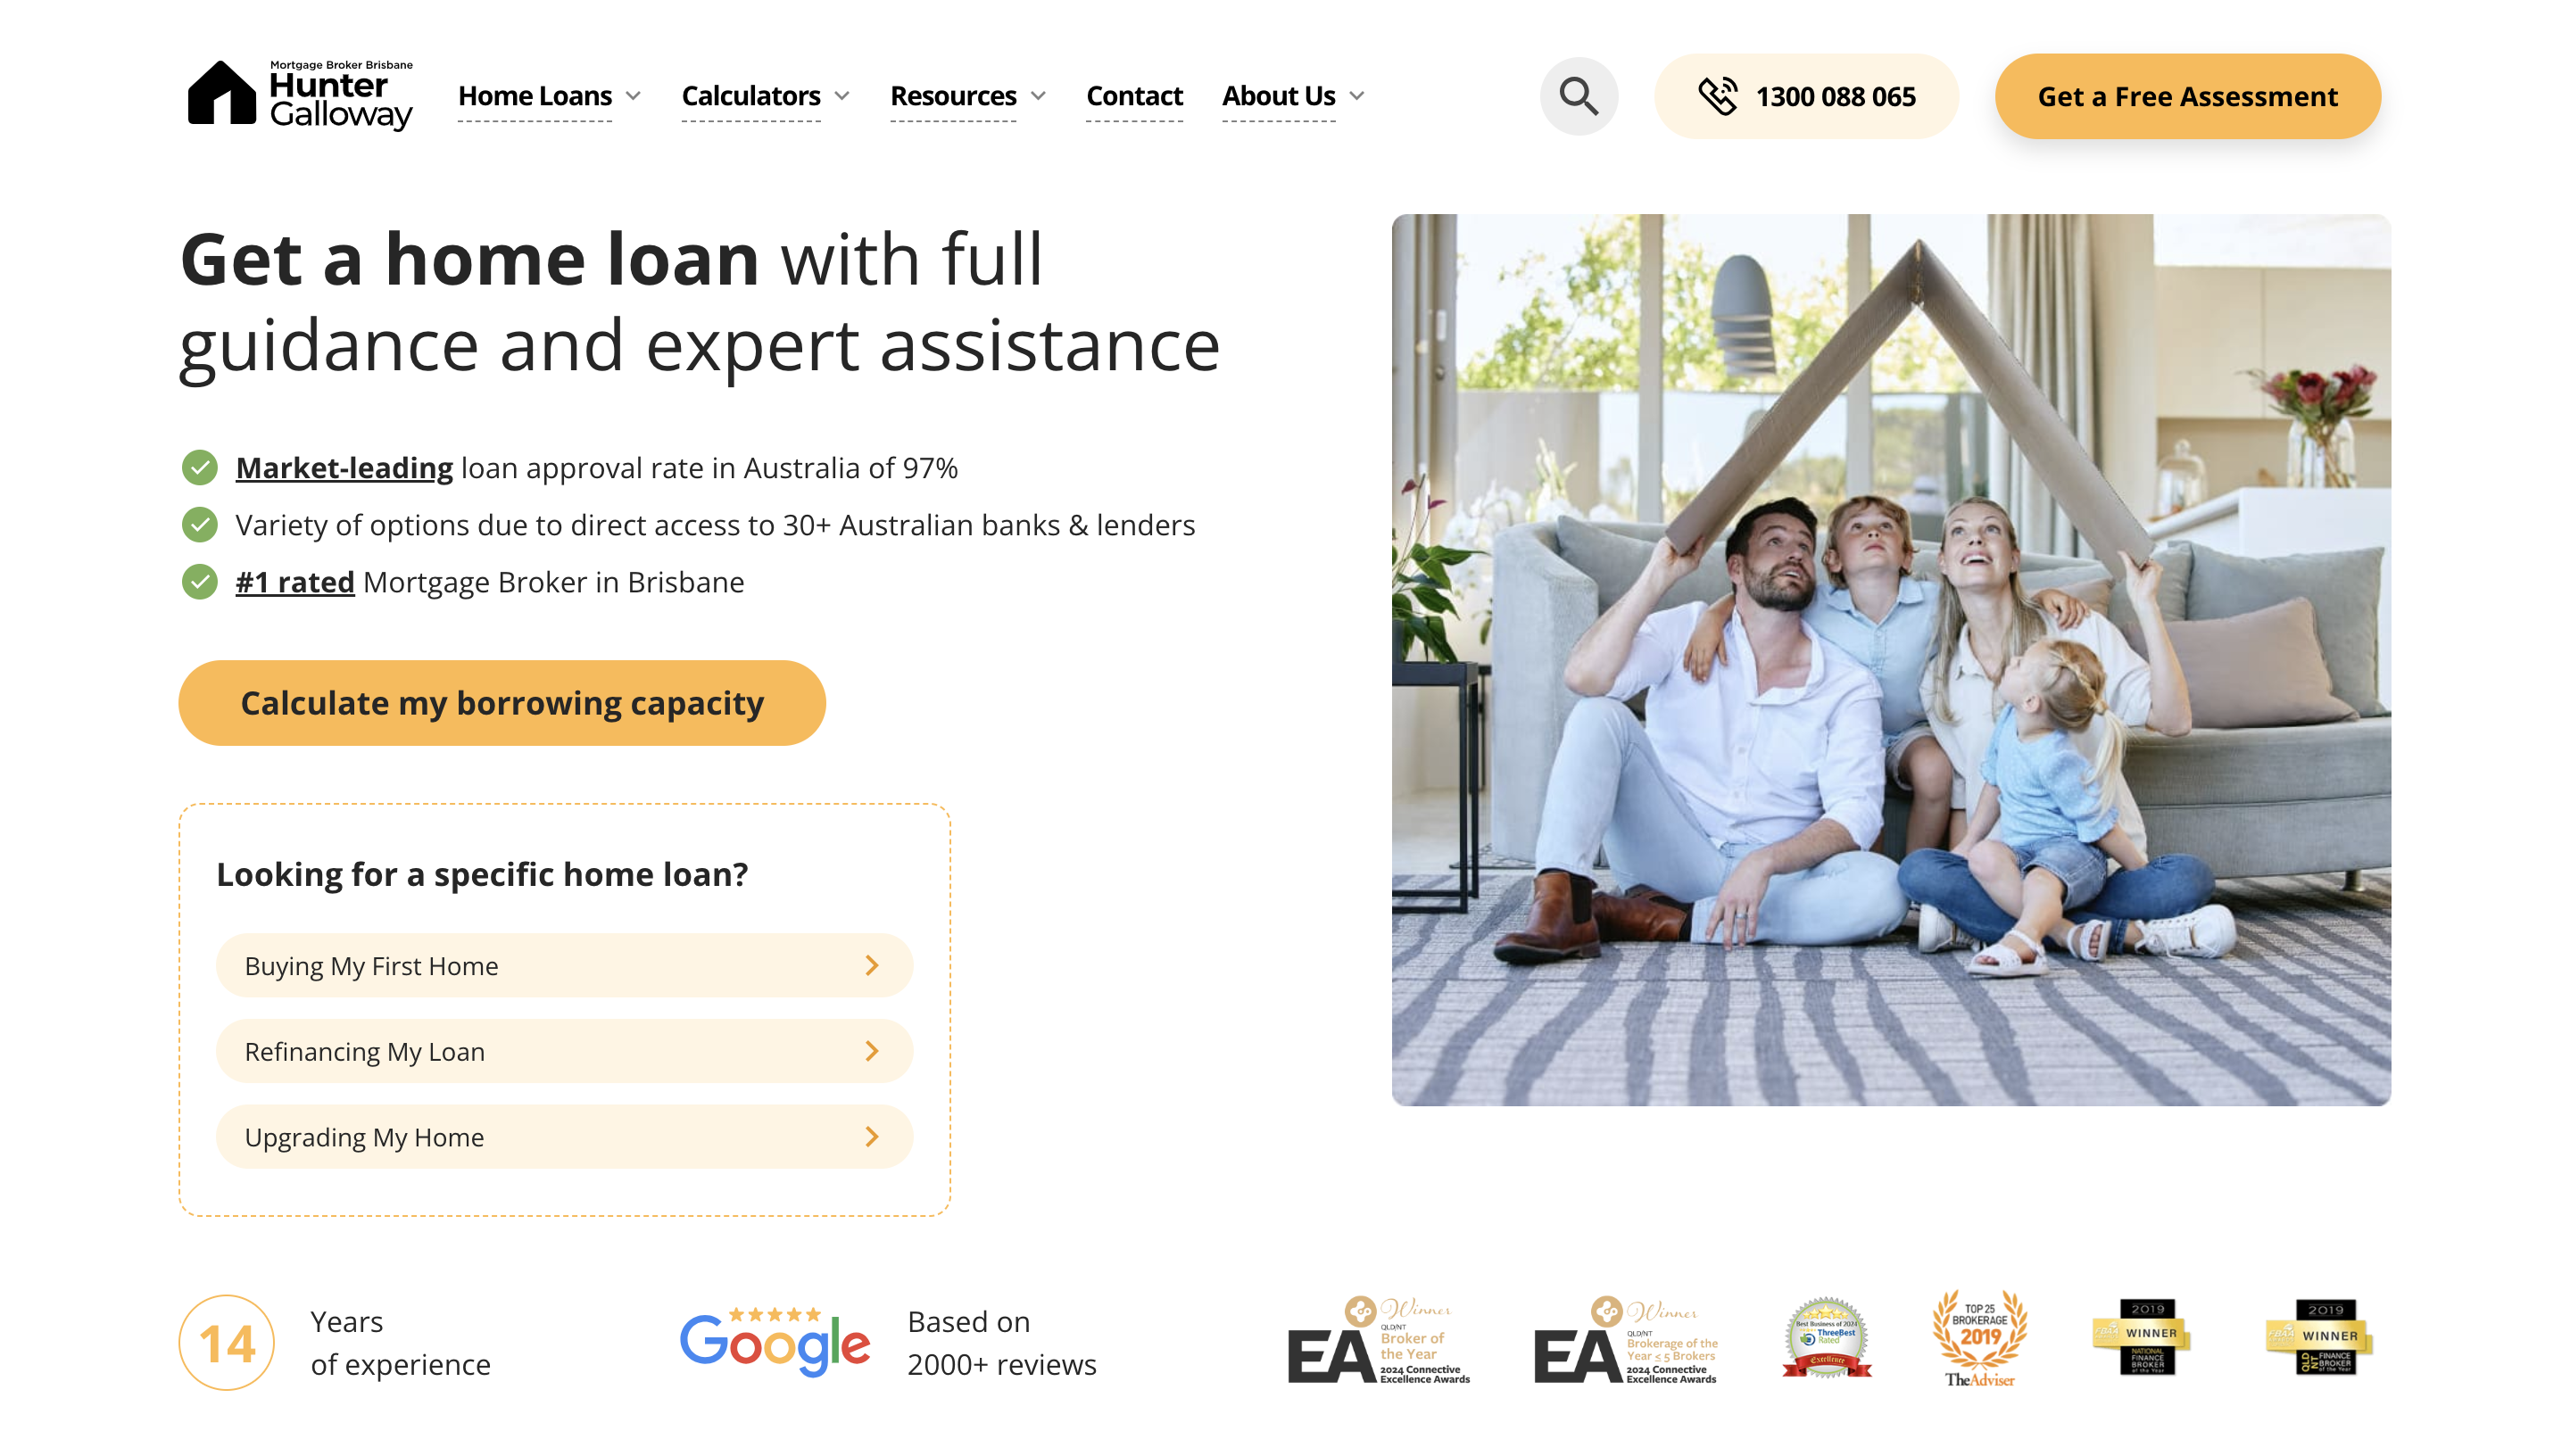 Mortgage Broker Brisbane
Hunter
Galloway
Home Loans
Calculators
Resources
Contact
About Us
1300 088 065
Get a Free Assessment
Get a home loan with full
guidance and expert assistance
Market-leading loan approval rate in Australia of 97%
Variety of options due to direct access to 30+ Australian banks & lenders
#1 rated Mortgage Broker in Brisbane
Calculate my borrowing capacity
Looking for a specific home loan?
Buying My First Home
Refinancing My Loan
Upgrading My Home
14
Years
of experience
Google
Based on
2000+ reviews
Winner
QLD/NT
EA
Broker of
the Year
2024 Connective
Excellence Awards
Winner
QLD/NT
EA
Brokerage of the
Year ≤ 5 Brokers
2024 Connective
Excellence Awards
Best Business of 2024
ThreeBest
Rated
Excellence
TOP 25
BROKERAGE
2019
TheAdviser
2019
FBAA
WINNER
NATIONAL
FINANCE
BROKER
of the Year
2019
FBAA
WINNER
QLD
NT
FINANCE
BROKER
of the Year